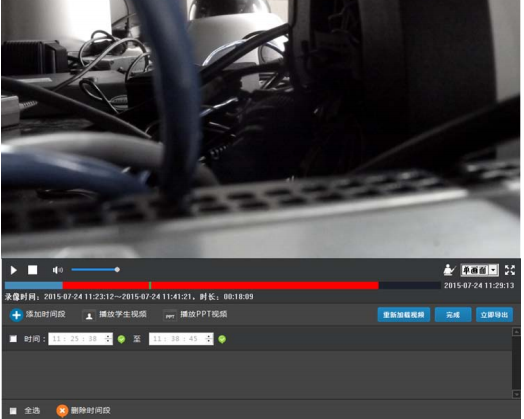 单画面
2015-07-24 11:29:13
录像时间：2015-07-24 11:23:12~2015-07-24 11:41:21，时长：00:18:09
添加时间段 播放学生视频 PPT 播放PPT视频 重新加载视频 完成 立即导出
时间： 11：25：38 至 11：38：45
全选 删除时间段